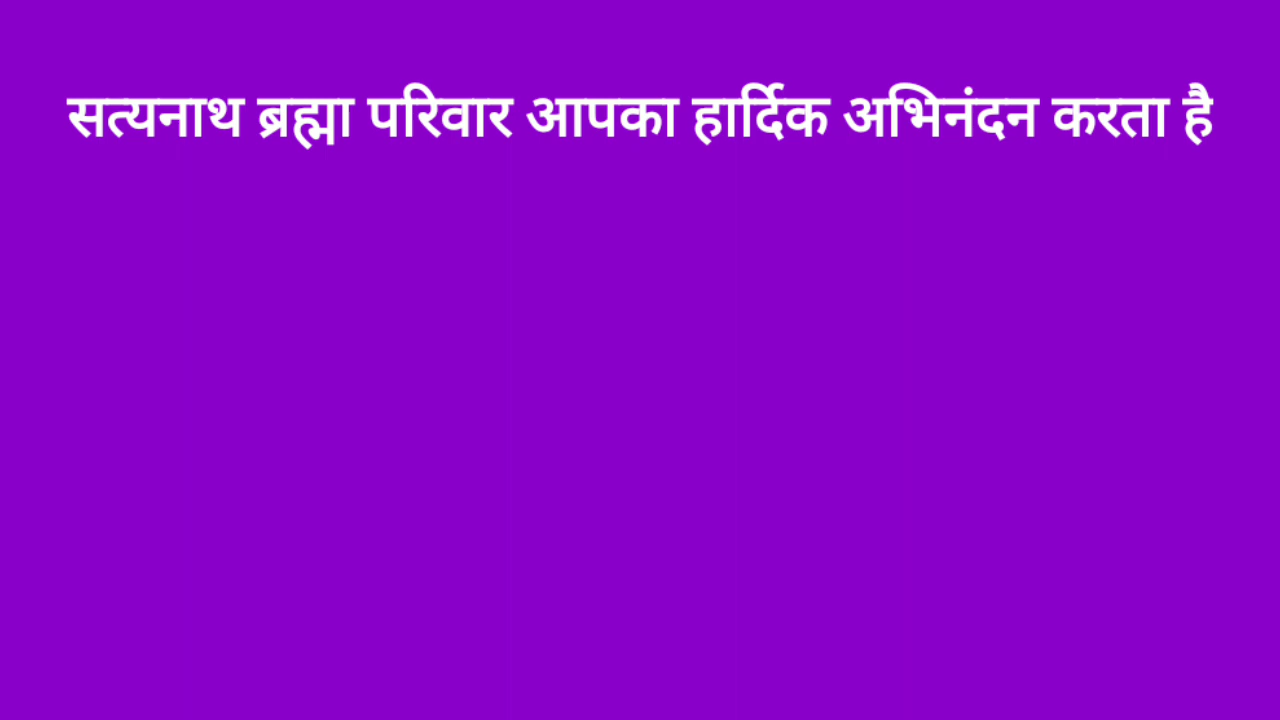 सत्यनाथ ब्रह्मा परिवार आपका हार्दिक अभिनंदन करता है